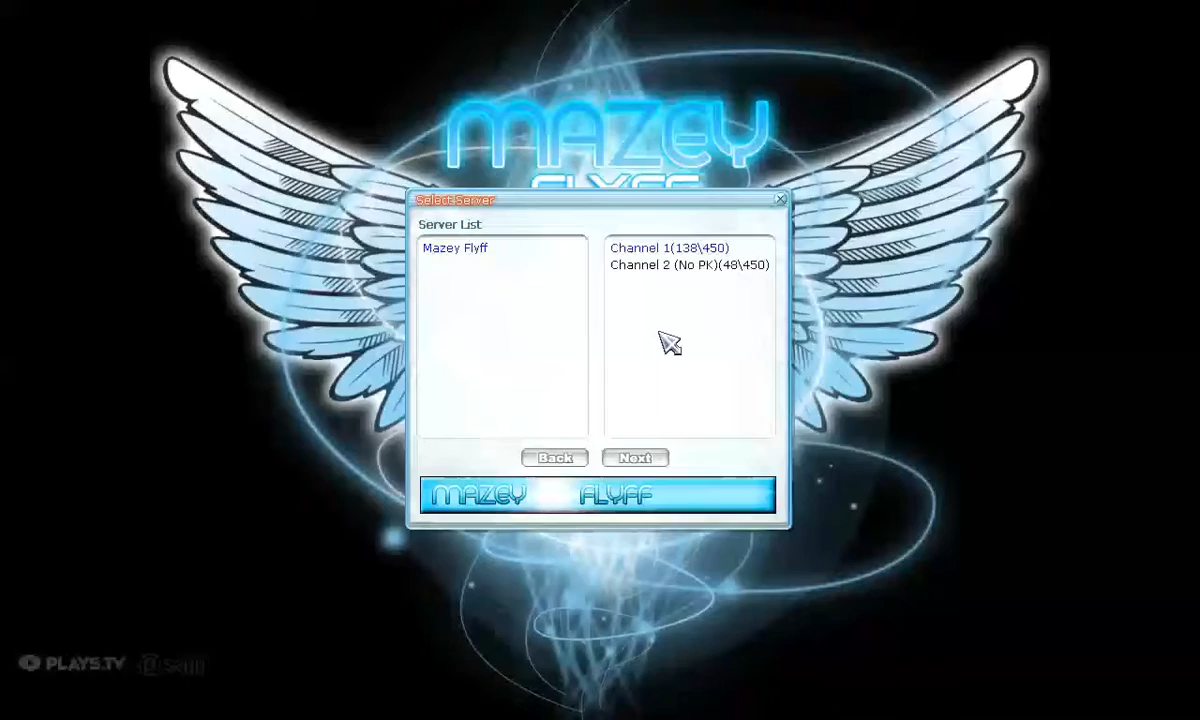 MAZEY
FLYFF
Select Server
Server List
Mazey Flyff
Channel 1(138\450)
Channel 2 (No PK)(48\450)
Back
Next
MAZEY FLYFF
PLAYS.TV